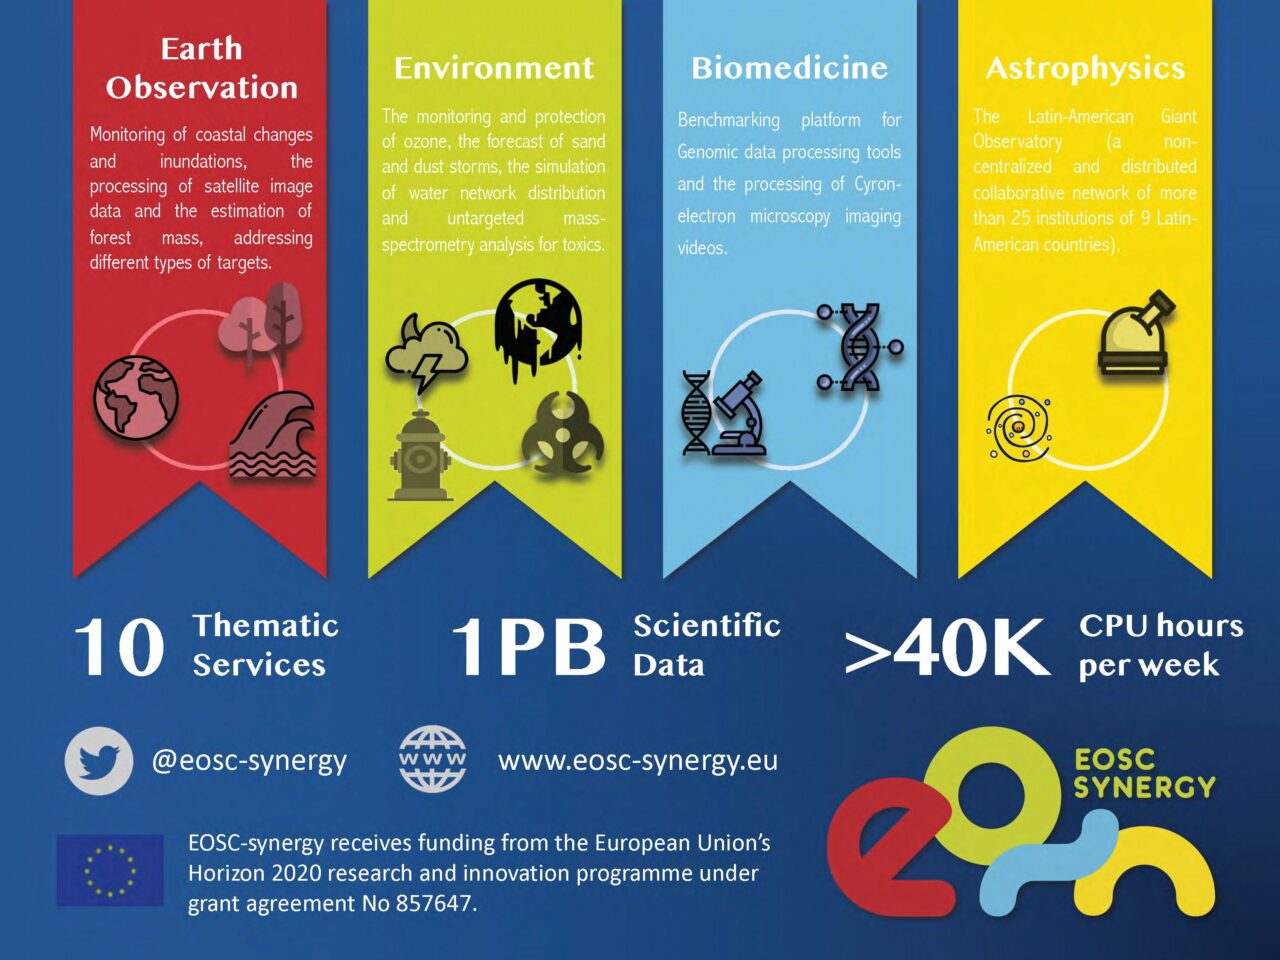 Earth
Observation
Monitoring of coastal changes
and inundations, the
processing of satellite image
data and the estimation of
forest mass, addressing
different types of targets.
Environment
The monitoring and protection
of ozone, the forecast of sand
and dust storms, the simulation
of water network distribution
and untargeted mass-
spectrometry analysis for toxics.
Biomedicine
Benchmarking platform for
Genomic data processing tools
and the processing of Cyron-
electron microscopy imaging
videos.
Astrophysics
The Latin-American Giant
Observatory (a non-
centralized and distributed
collaborative network of more
than 25 institutions of 9 Latin-
American countries).
10 Thematic
Services
1PB Scientific
Data
>40K CPU hours
per week
@eosc-synergy
www
www.eosc-synergy.eu
EOSC-synergy receives funding from the European Union's
Horizon 2020 research and innovation programme under
grant agreement No 857647.
EOSC
SYNERGY